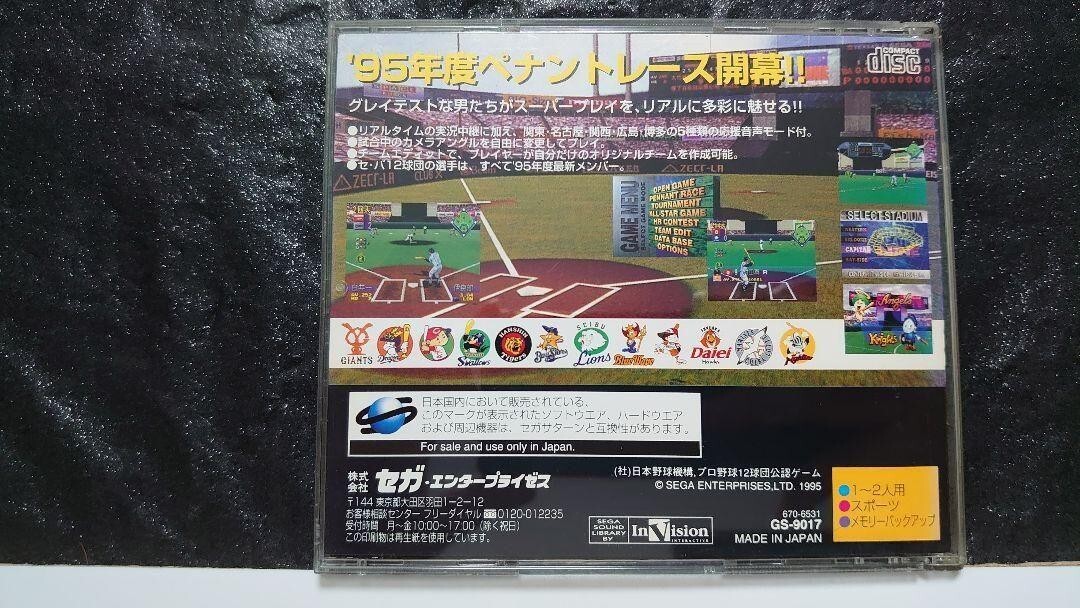 '95年度ペナントレース開幕!!
COMPACT
disc
グレイテストな男たちがスーパープレイを、リアルに多彩に魅せる!!
●リアルタイムの実況中継に加え、関東・名古屋・関西・広島・博多の5種類の応援音声モード付。
●試合中のカメラアングルを自由に変更してプレイ。
●チームエディットで、プレイヤーが自分だけのオリジナルチームを作成可能。
●セ・パ12球団の選手は、すべて'95年度最新メンバー。
GAME MENU
SELECT GAME MODE
OPEN GAME
PENNANT RACE
TOURNAMENT
ALL-STAR GAME
HR CONTEST
TEAM EDIT
DATA BASE
OPTIONS
SELECT STADIUM
CAPITAL
Angels
Knights
GIANTS
Dragons
Swallows
HANSHIN
TIGERS
BayStars
SEIBU
Lions
BlueWave
Daiei
Hawks
日本国内において販売されている、
このマークが表示されたソフトウエア、ハードウエア
および周辺機器は、セガサターンと互換性があります。
For sale and use only in Japan.
株式会社 セガ・エンタープライゼス
〒144 東京都大田区羽田1-2-12
お客様相談センター フリーダイヤル 0120-012235
受付時間 月〜金10:00〜17:00(除く祝日)
この印刷物は再生紙を使用しています。
(社)日本野球機構、プロ野球12球団公認ゲーム
© SEGA ENTERPRISES,LTD. 1995
SEGA
SOUND
LIBRARY
BY
InVision
INTERACTIVE
670-6531
GS-9017
MADE IN JAPAN
●1〜2人用
●スポーツ
●メモリーバックアップ